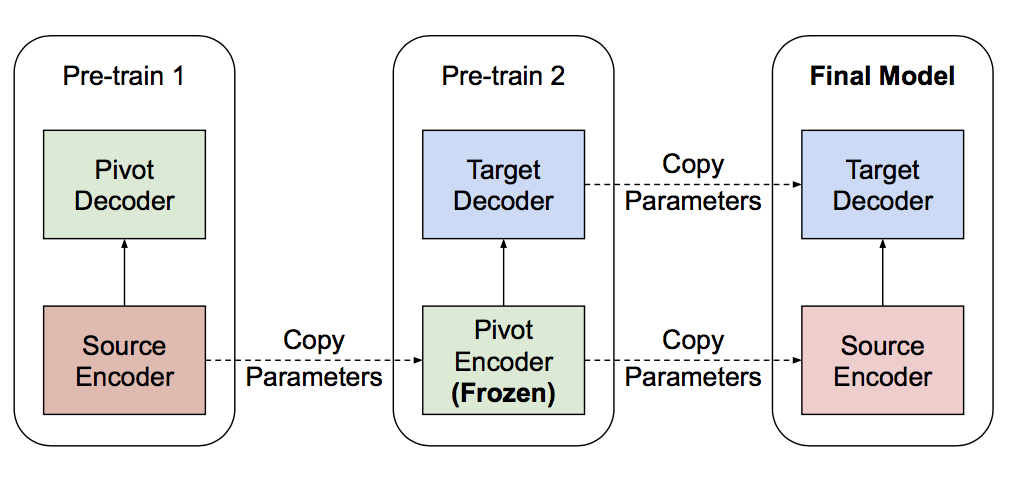 Pre-train 1
Pivot
Decoder
Source
Encoder
Copy
Parameters
Pre-train 2
Target
Decoder
Pivot
Encoder
(Frozen)
Copy
Parameters
Copy
Parameters
Final Model
Target
Decoder
Source
Encoder